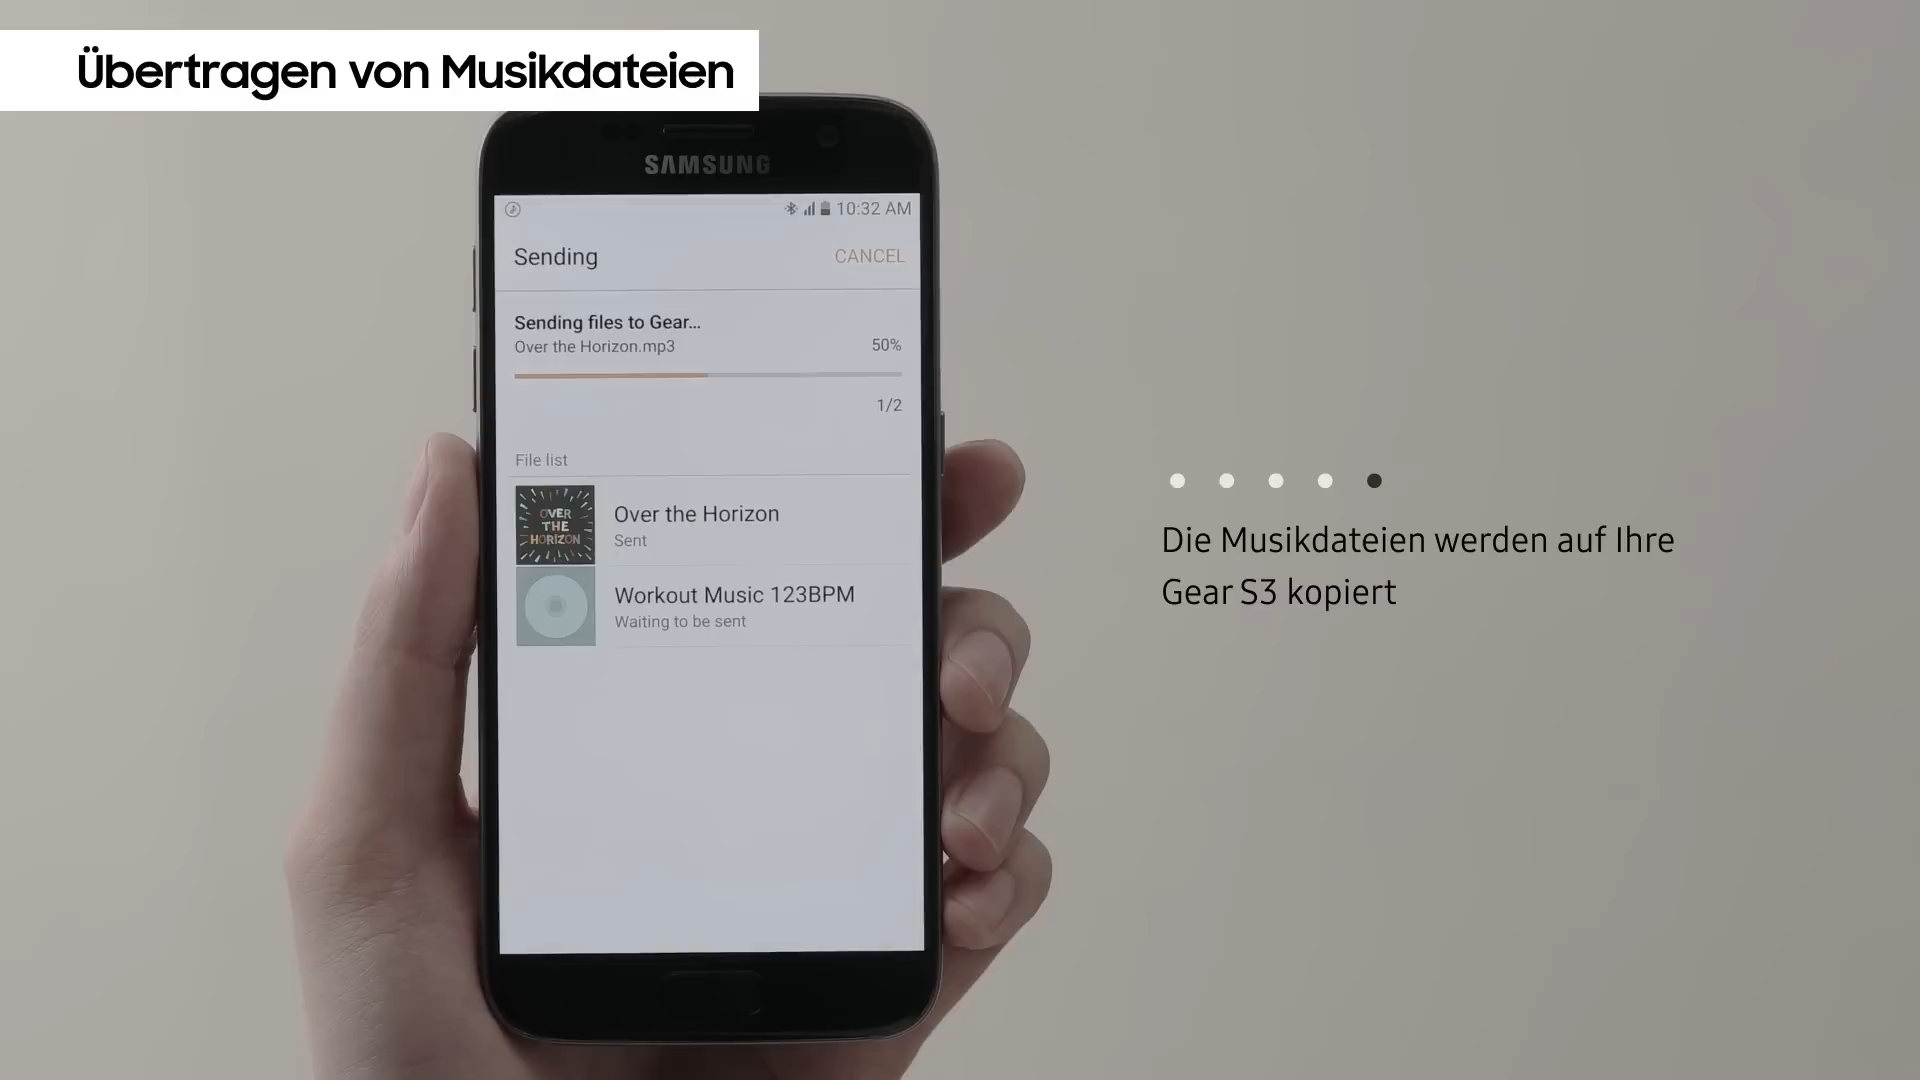 Übertragen von Musikdateien
SAMSUNG
10:32 AM
Sending
CANCEL
Sending files to Gear...
Over the Horizon.mp3
50%
1/2
File list
OVER
THE
HORIZON
Over the Horizon
Sent
Workout Music 123BPM
Waiting to be sent
Die Musikdateien werden auf Ihre
Gear S3 kopiert